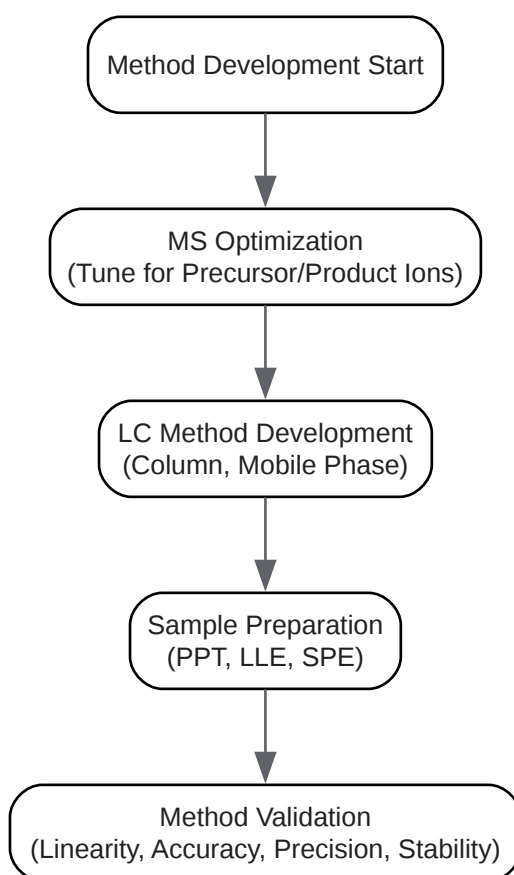 Method Development Start
MS Optimization
(Tune for Precursor/Product Ions)
LC Method Development
(Column, Mobile Phase)
Sample Preparation
(PPT, LLE, SPE)
Method Validation
(Linearity, Accuracy, Precision, Stability)